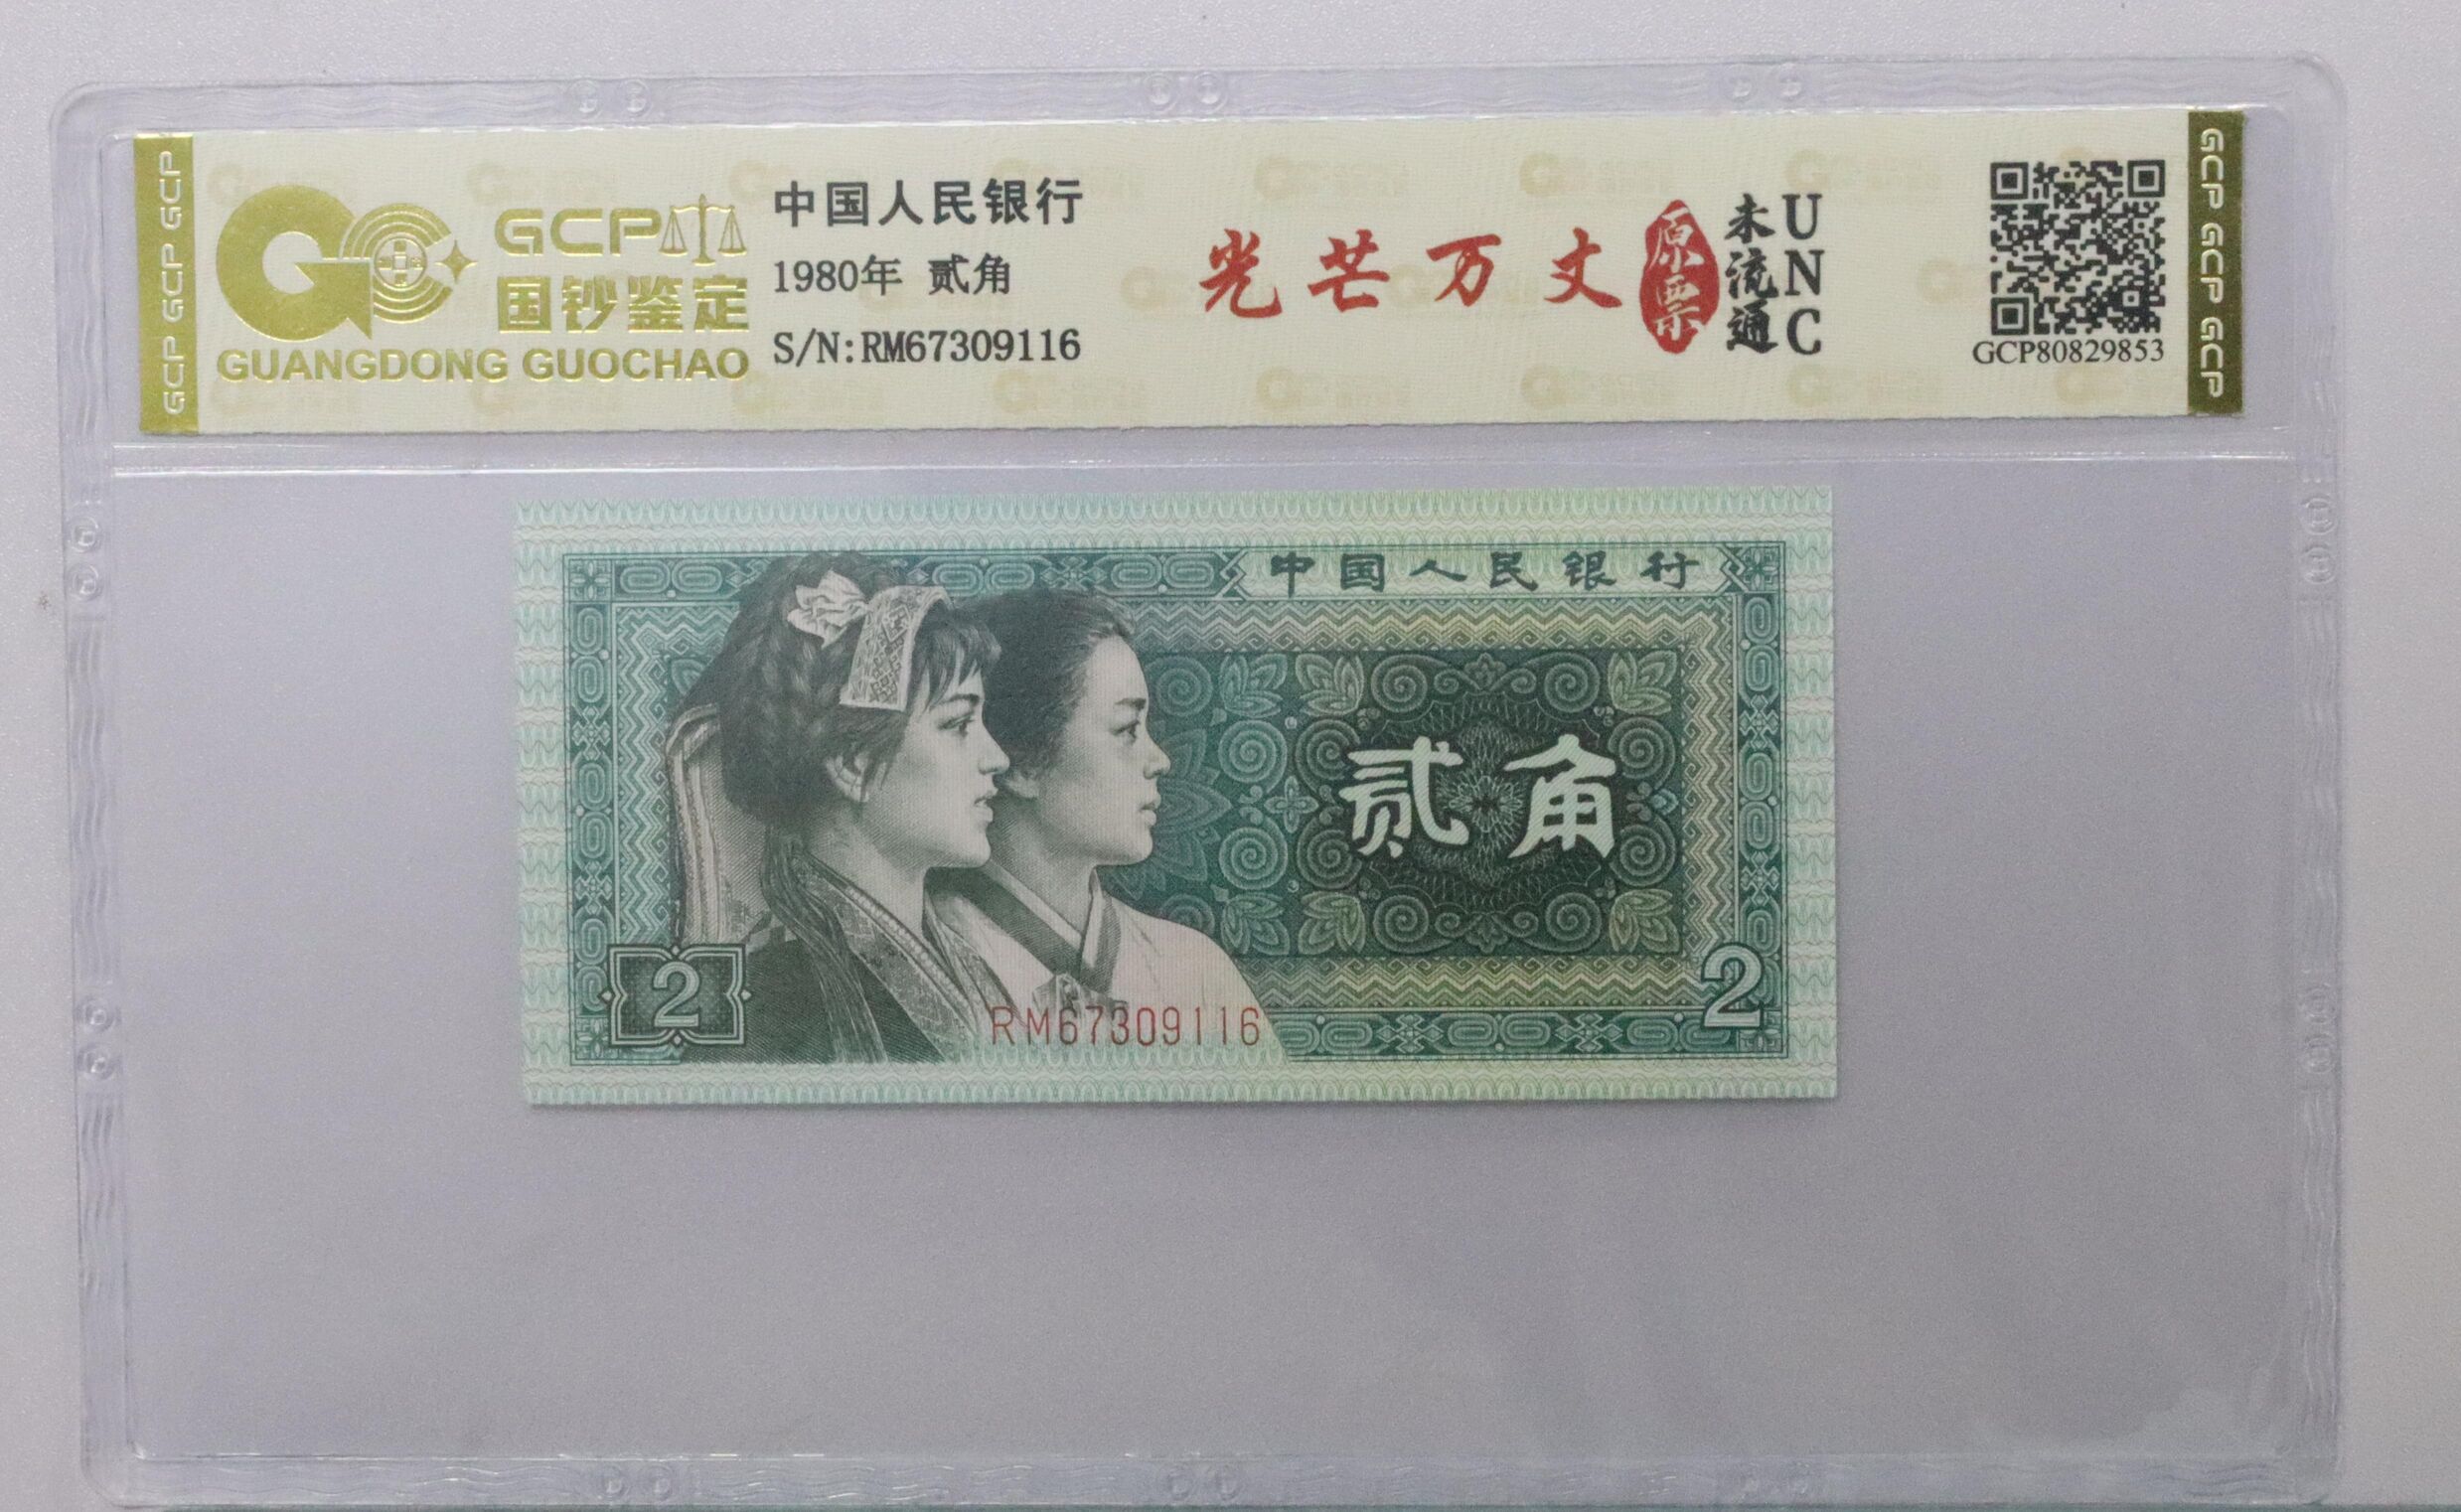 GCP GCP GCP
GCP
国钞鉴定
GUANGDONG GUOCHAO
中国人民银行
1980年 贰角
S/N:RM67309116
光芒万丈
原票
未流通
UNC
GCP80829853
GCP GCP GCP
中国人民银行
贰角
2
RM67309116
2